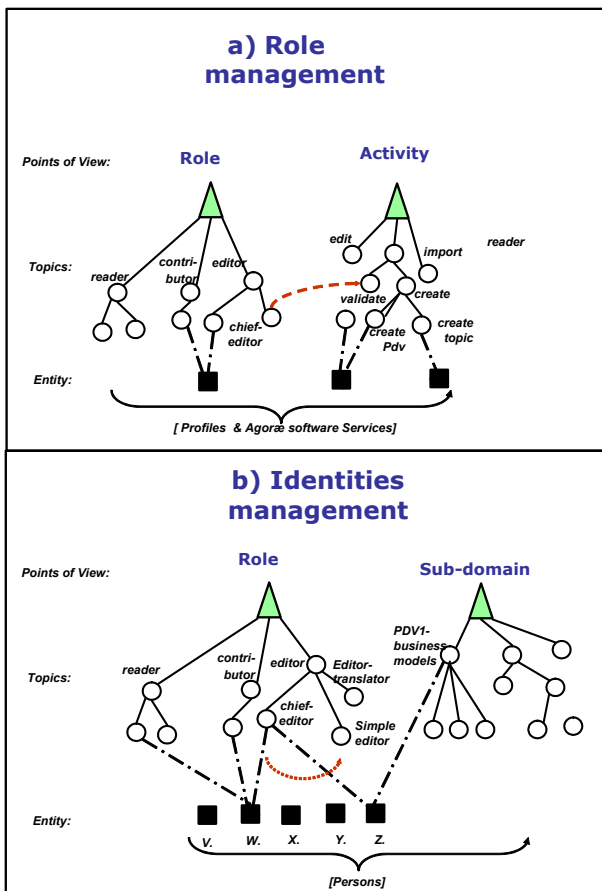 a) Role
management
Points of View:
Role
Activity
Topics:
reader
contri-
butor
editor
edit
import
reader
validate
create
chief-
editor
create
Pdv
create
topic
Entity:
[ Profiles & Agoræ software Services]
b) Identities
management
Points of View:
Role
Sub-domain
Topics:
reader
contri-
butor
editor
Editor-
translator
PDV1-
business
models
chief-
editor
Simple
editor
Entity:
V. W. X. Y. Z.
[Persons]